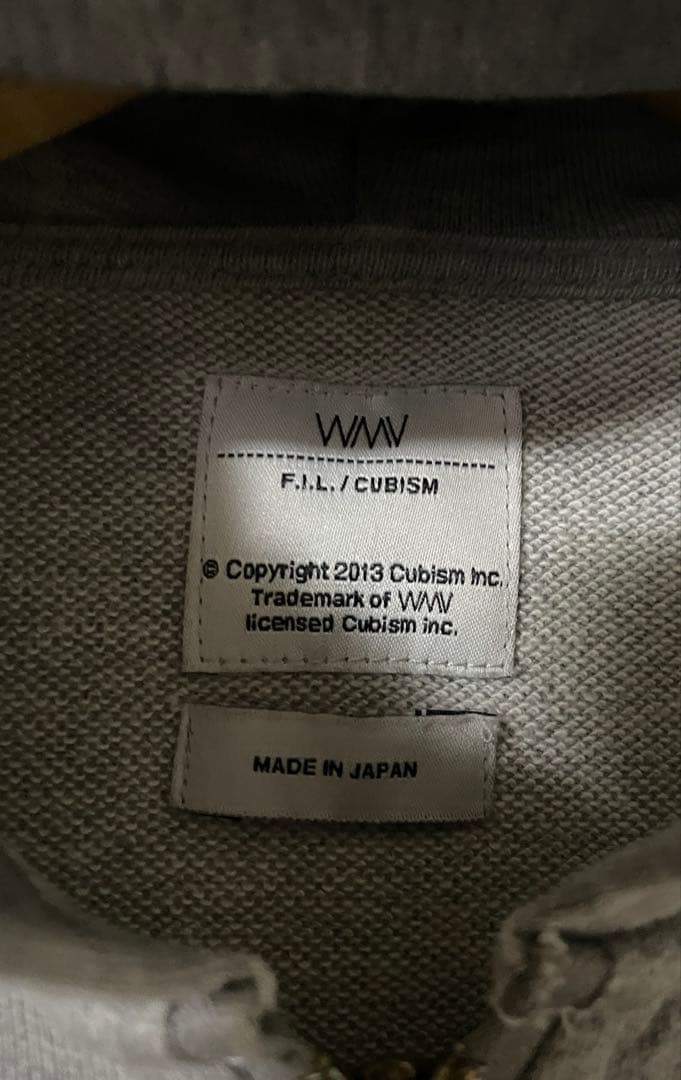 WMV
F.I.L. / CUBISM
© Copyright 2013 Cubism Inc.
Trademark of WMV
licensed Cubism inc.
MADE IN JAPAN